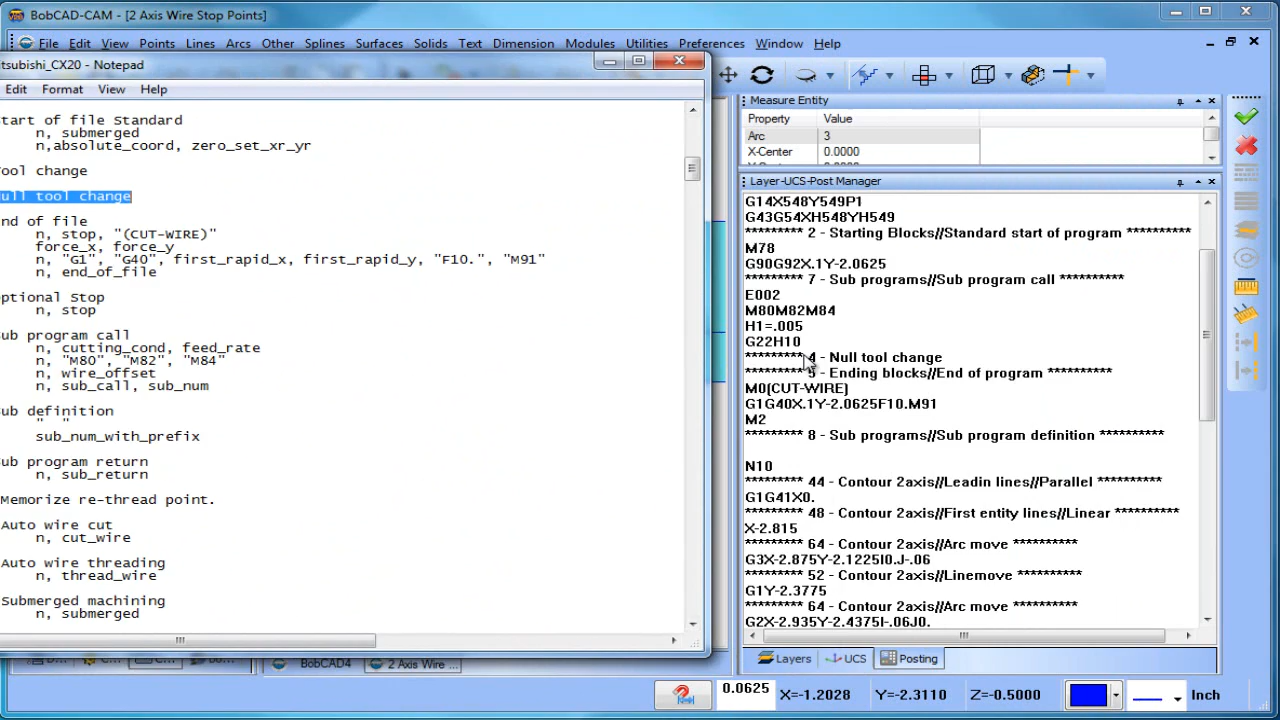 BobCAD-CAM - [2 Axis Wire Stop Points]
File Edit View Points Lines Arcs Other Splines Surfaces Solids Text Dimension Modules Utilities Preferences Window Help
tsubishi_CX20 - Notepad
Edit Format View Help
tart of file Standard
n, submerged
n,absolute_coord, zero_set_xr_yr
ool change
ull tool change
nd of file
n, stop, "(CUT-WIRE)"
force_x, force_y
n, "G1", "G40", first_rapid_x, first_rapid_y, "F10.", "M91"
n, end_of_file
ptional Stop
n, stop
ub program call
n, cutting_cond, feed_rate
n, "M80", "M82", "M84"
n, wire_offset
n, sub_call, sub_num
ub definition
" "
sub_num_with_prefix
ub program return
n, sub_return
Memorize re-thread point.
Auto wire cut
n, cut_wire
Auto wire threading
n, thread_wire
Submerged machining
n, submerged
Measure Entity
Property Value
Arc 3
X-Center 0.0000
Layer-UCS-Post Manager
G14X548Y549P1
G43G54XH548YH549
********* 2 - Starting Blocks//Standard start of program **********
M78
G90G92X.1Y-2.0625
********* 7 - Sub programs//Sub program call **********
E002
M80M82M84
H1=.005
G22H10
********* 4 - Null tool change
********* 5 - Ending blocks//End of program **********
M0(CUT-WIRE)
G1G40X.1Y-2.0625F10.M91
M2
********* 8 - Sub programs//Sub program definition **********
N10
********* 44 - Contour 2axis//Leadin lines//Parallel **********
G1G41X0.
********* 48 - Contour 2axis//First entity lines//Linear **********
X-2.815
********* 64 - Contour 2axis//Arc move **********
G3X-2.875Y-2.1225I0.J-.06
********* 52 - Contour 2axis//Linemove **********
G1Y-2.3775
********* 64 - Contour 2axis//Arc move **********
G2X-2.935Y-2.4375I-.06J0.
Layers UCS Posting
BobCAD4 2 Axis Wire ...
0.0625 X=-1.2028 Y=-2.3110 Z=-0.5000 Inch